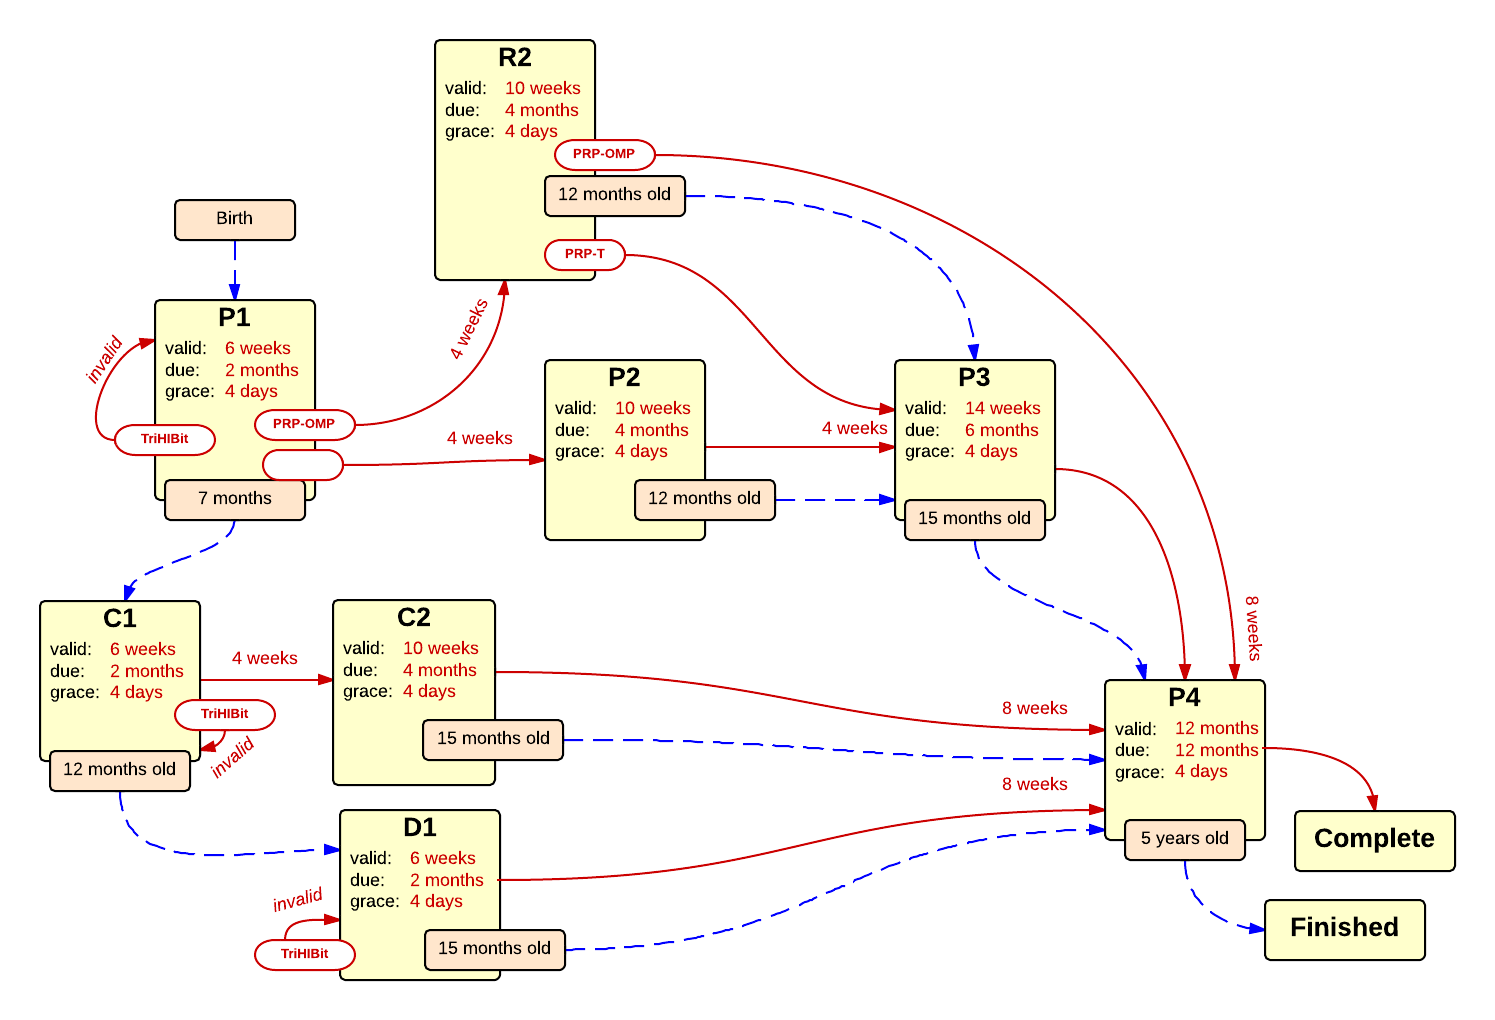 R2
valid: 10 weeks
due: 4 months
grace: 4 days
PRP-OMP
12 months old
PRP-T
Birth
P1
valid: 6 weeks
due: 2 months
grace: 4 days
invalid
TriHIBit
PRP-OMP
7 months
4 weeks
4 weeks
P2
valid: 10 weeks
due: 4 months
grace: 4 days
12 months old
4 weeks
P3
valid: 14 weeks
due: 6 months
grace: 4 days
15 months old
8 weeks
C1
valid: 6 weeks
due: 2 months
grace: 4 days
TriHIBit
invalid
12 months old
4 weeks
C2
valid: 10 weeks
due: 4 months
grace: 4 days
15 months old
8 weeks
D1
valid: 6 weeks
due: 2 months
grace: 4 days
invalid
TriHIBit
15 months old
8 weeks
P4
valid: 12 months
due: 12 months
grace: 4 days
5 years old
Complete
Finished